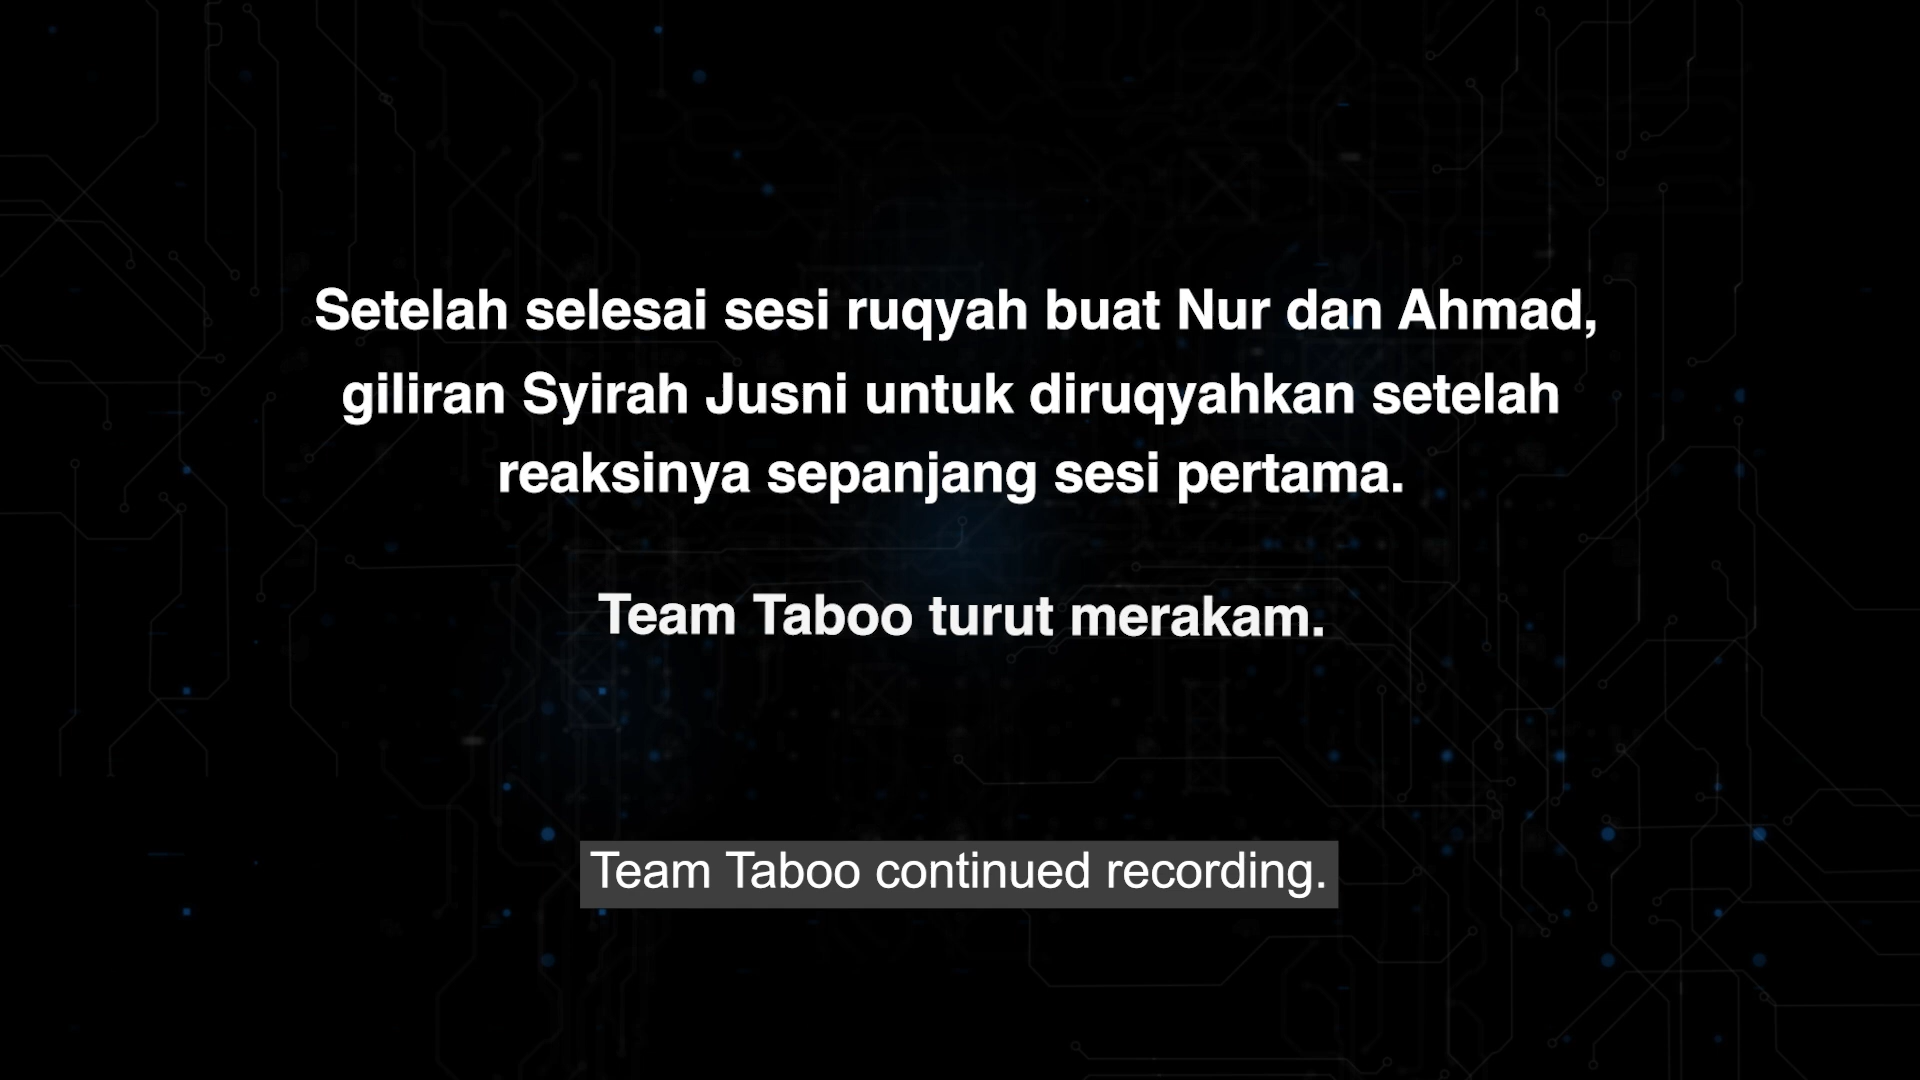 Setelah selesai sesi ruqyah buat Nur dan Ahmad,
giliran Syirah Jusni untuk diruqyahkan setelah
reaksinya sepanjang sesi pertama.
Team Taboo turut merakam.
Team Taboo continued recording.